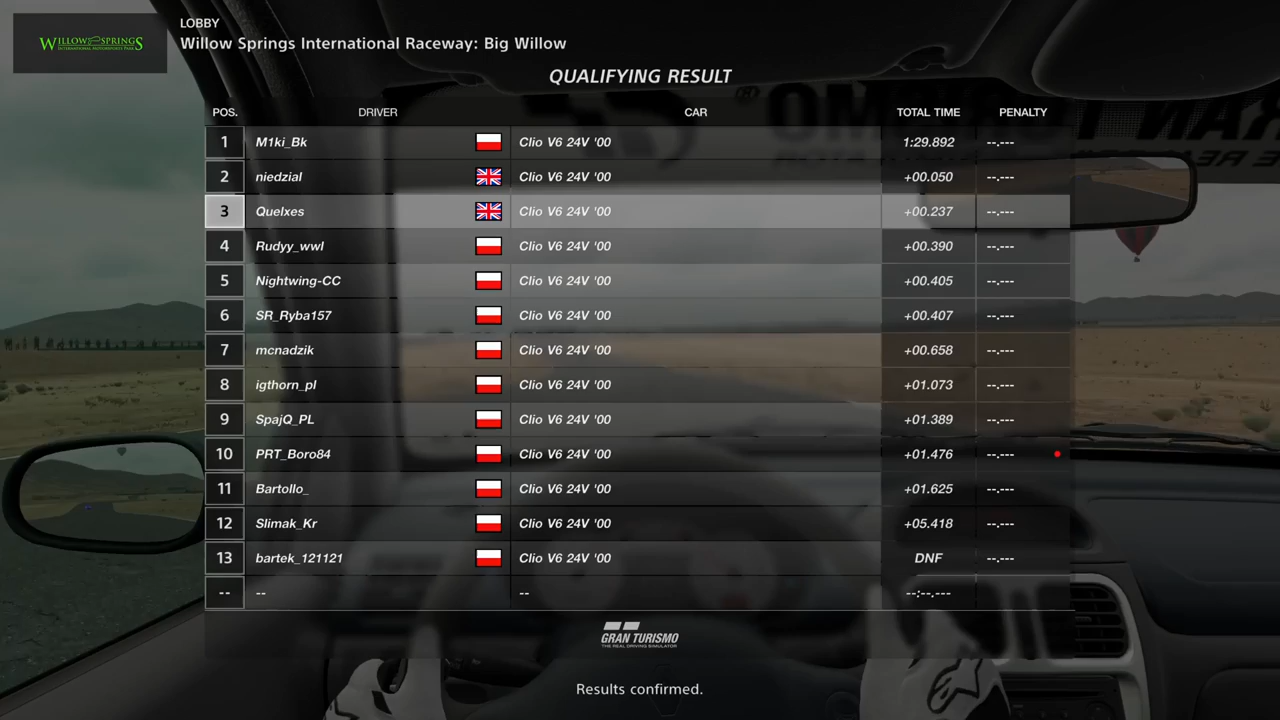 LOBBY
WILLOW SPRINGS
INTERNATIONAL MOTORSPORTS PARK
Willow Springs International Raceway: Big Willow
QUALIFYING RESULT
POS. DRIVER CAR TOTAL TIME PENALTY
1 M1ki_Bk Clio V6 24V '00 1:29.892 --.---
2 niedzial Clio V6 24V '00 +00.050 --.---
3 Quelxes Clio V6 24V '00 +00.237 --.---
4 Rudyy_wwl Clio V6 24V '00 +00.390 --.---
5 Nightwing-CC Clio V6 24V '00 +00.405 --.---
6 SR_Ryba157 Clio V6 24V '00 +00.407 --.---
7 mcnadzik Clio V6 24V '00 +00.658 --.---
8 igthorn_pl Clio V6 24V '00 +01.073 --.---
9 SpajQ_PL Clio V6 24V '00 +01.389 --.---
10 PRT_Boro84 Clio V6 24V '00 +01.476 --.---
11 Bartollo_ Clio V6 24V '00 +01.625 --.---
12 Slimak_Kr Clio V6 24V '00 +05.418 --.---
13 bartek_121121 Clio V6 24V '00 DNF --.---
-- -- -- --:--.---
GRAN TURISMO
THE REAL DRIVING SIMULATOR
Results confirmed.